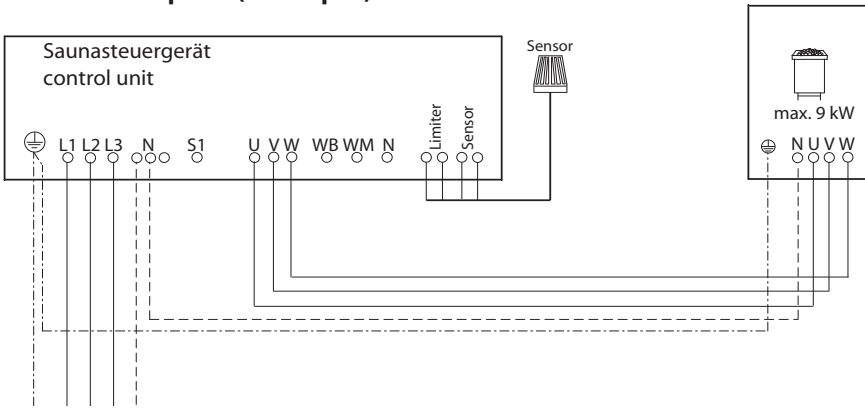 Saunasteuergerät
control unit
Sensor
max. 9 kW
L1 L2 L3 N S1 U V W WB WM N Limiter Sensor
N U V W